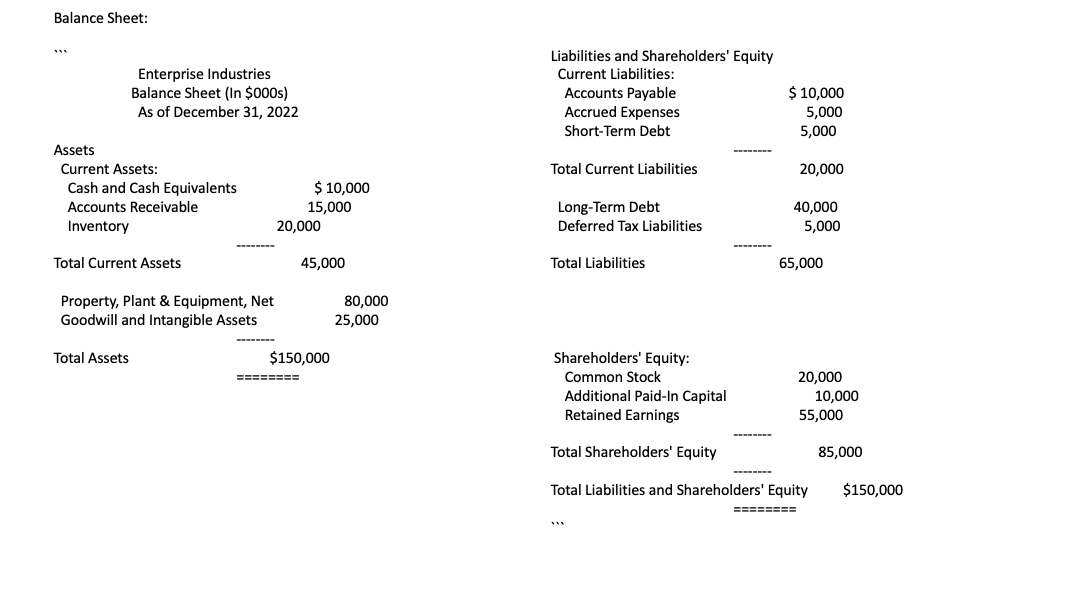 Balance Sheet:
```
Enterprise Industries
Balance Sheet (In $000s)
As of December 31, 2022
Assets
Current Assets:
Cash and Cash Equivalents $ 10,000
Accounts Receivable 15,000
Inventory 20,000
--------
Total Current Assets 45,000
Property, Plant & Equipment, Net 80,000
Goodwill and Intangible Assets 25,000
--------
Total Assets $150,000
========
Liabilities and Shareholders' Equity
Current Liabilities:
Accounts Payable $ 10,000
Accrued Expenses 5,000
Short-Term Debt 5,000
--------
Total Current Liabilities 20,000
Long-Term Debt 40,000
Deferred Tax Liabilities 5,000
--------
Total Liabilities 65,000
Shareholders' Equity:
Common Stock 20,000
Additional Paid-In Capital 10,000
Retained Earnings 55,000
--------
Total Shareholders' Equity 85,000
--------
Total Liabilities and Shareholders' Equity $150,000
========
```